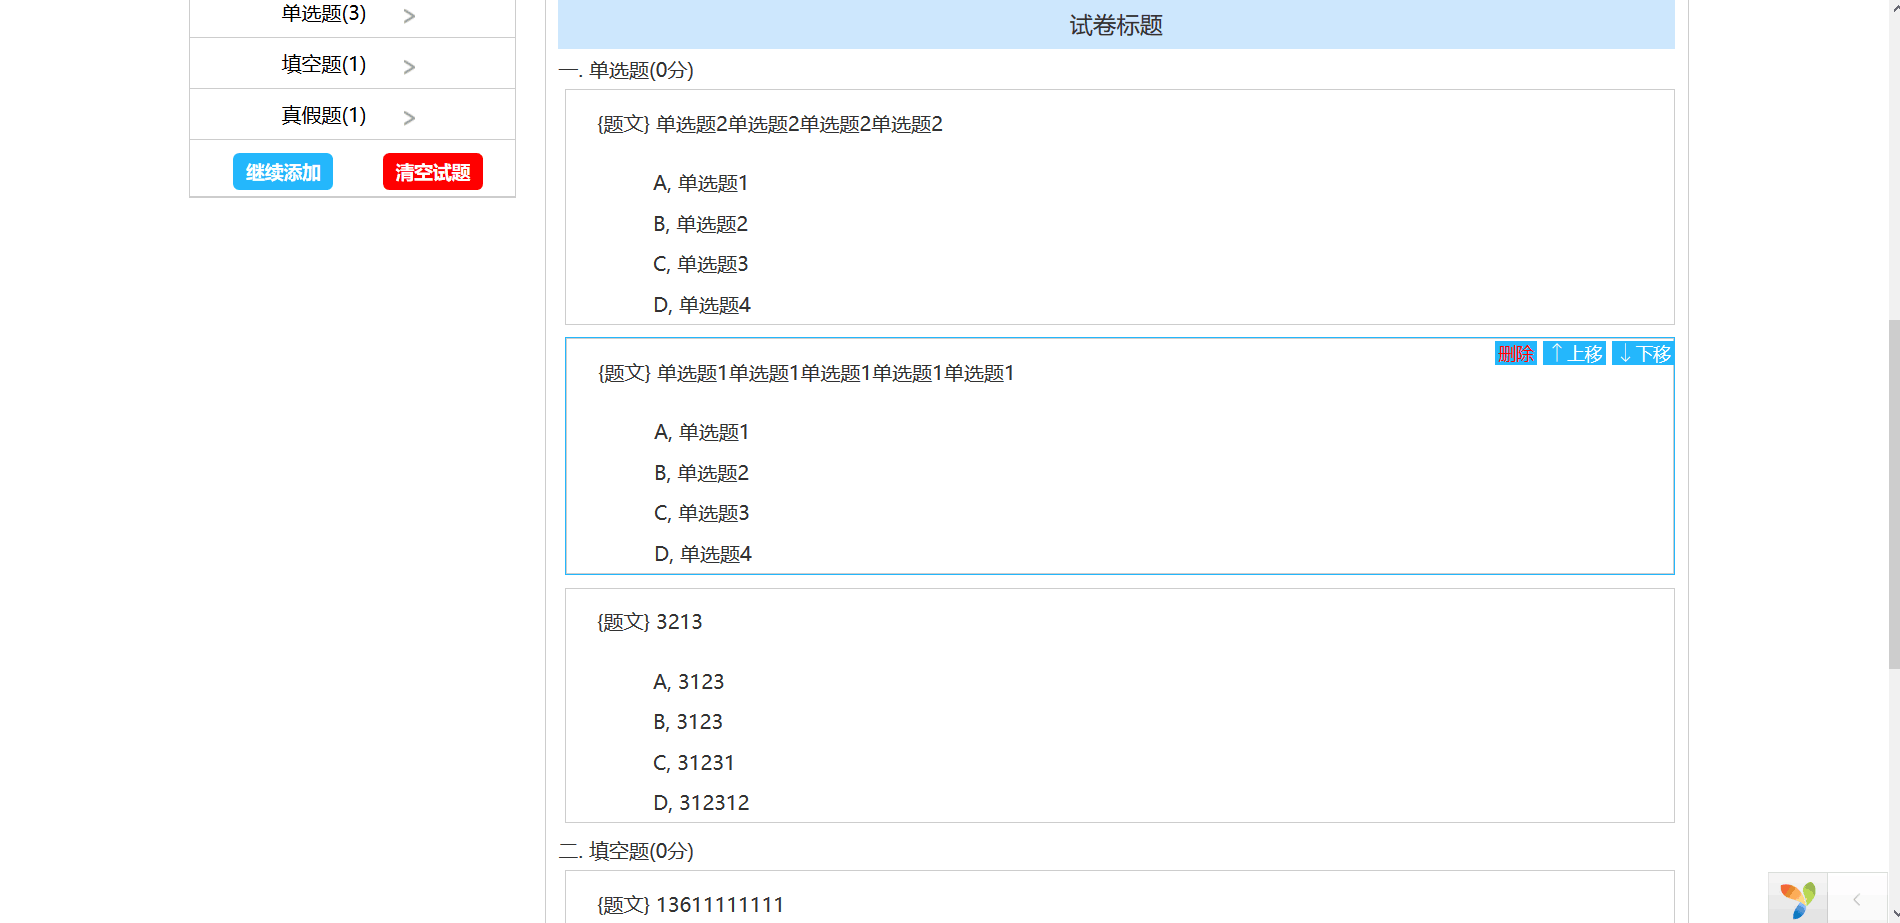 单选题(3) >
填空题(1) >
真假题(1) >
继续添加 清空试题
试卷标题
一. 单选题(0分)
{题文} 单选题2单选题2单选题2单选题2
A, 单选题1
B, 单选题2
C, 单选题3
D, 单选题4
删除 ↑上移 ↓下移
{题文} 单选题1单选题1单选题1单选题1单选题1
A, 单选题1
B, 单选题2
C, 单选题3
D, 单选题4
{题文} 3213
A, 3123
B, 3123
C, 31231
D, 312312
二. 填空题(0分)
{题文} 13611111111